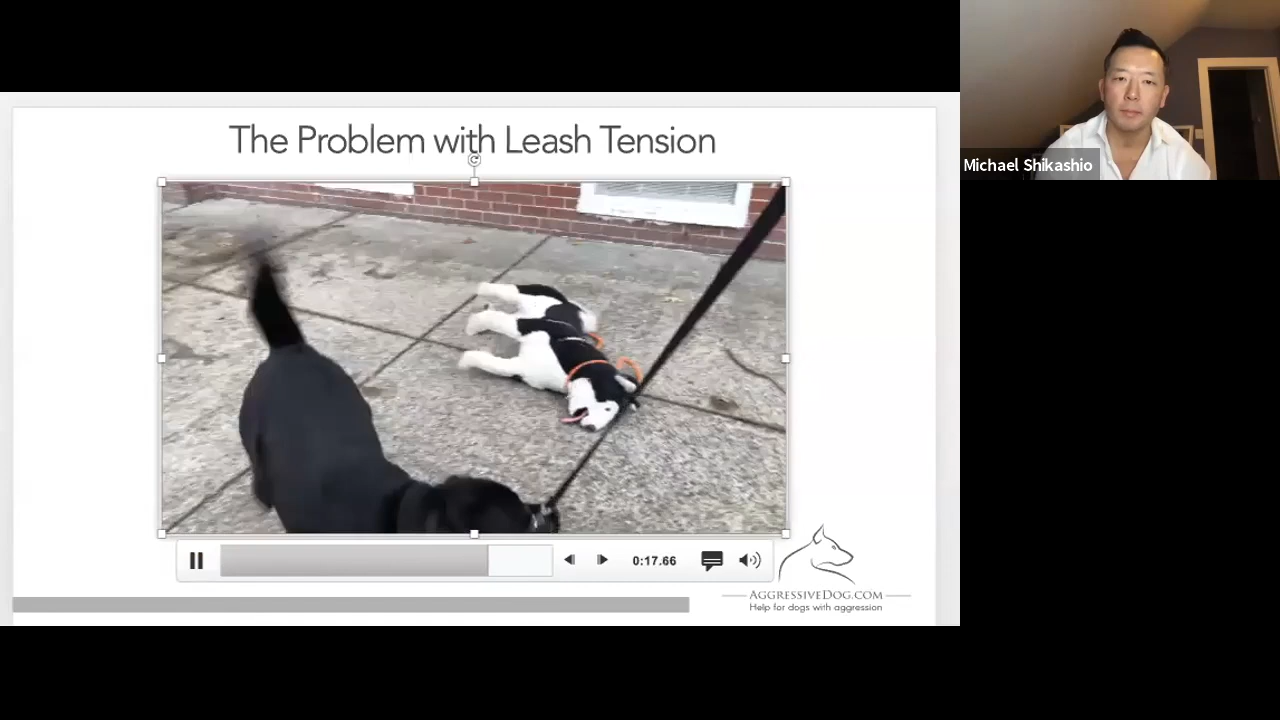 The Problem with Leash Tension
Michael Shikashio
0:17.66
AGGRESSIVEDOG.COM
Help for dogs with aggression